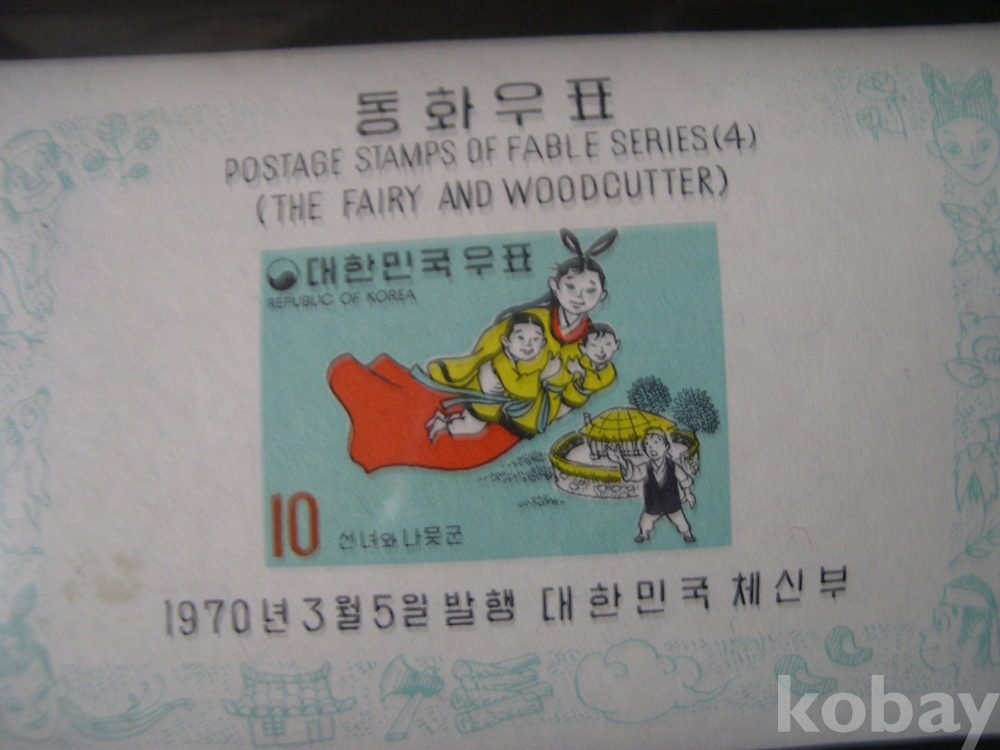 동화우표
POSTAGE STAMPS OF FABLE SERIES(4)
(THE FAIRY AND WOODCUTTER)
대한민국우표
REPUBLIC OF KOREA
10
선녀와나뭇군
1970년3월5일발행 대한민국체신부
kobay